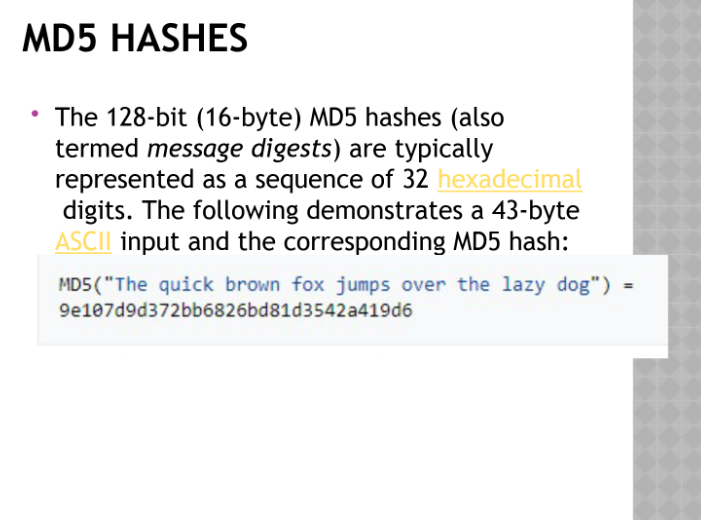 MD5 HASHES
• The 128-bit (16-byte) MD5 hashes (also
termed message digests) are typically
represented as a sequence of 32 hexadecimal
digits. The following demonstrates a 43-byte
ASCII input and the corresponding MD5 hash:
MD5("The quick brown fox jumps over the lazy dog") =
9e107d9d372bb6826bd81d3542a419d6